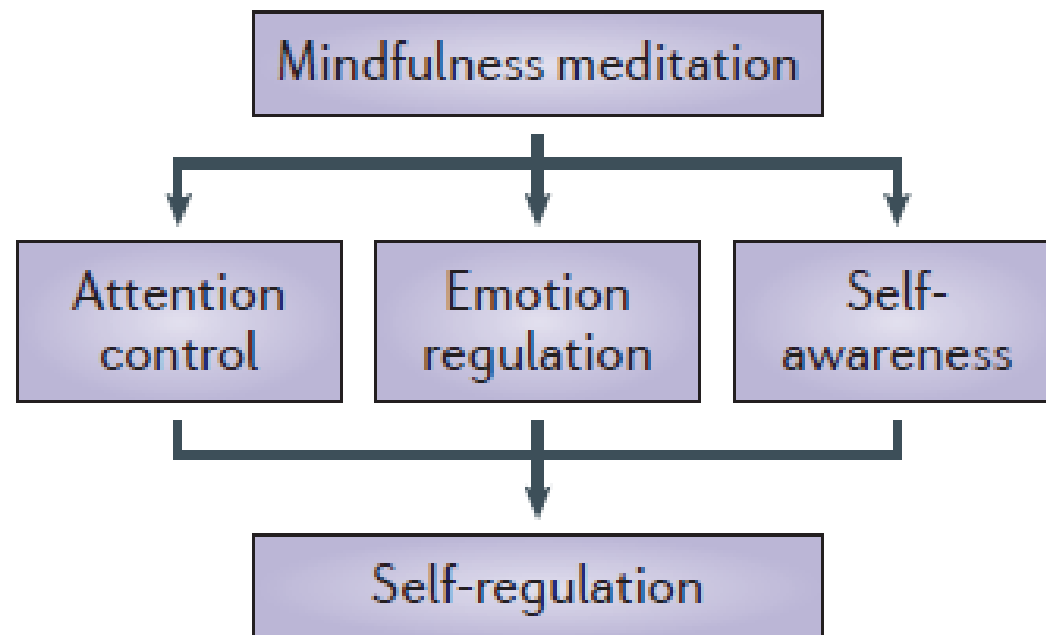 Mindfulness meditation
Attention
control
Emotion
regulation
Self-
awareness
Self-regulation